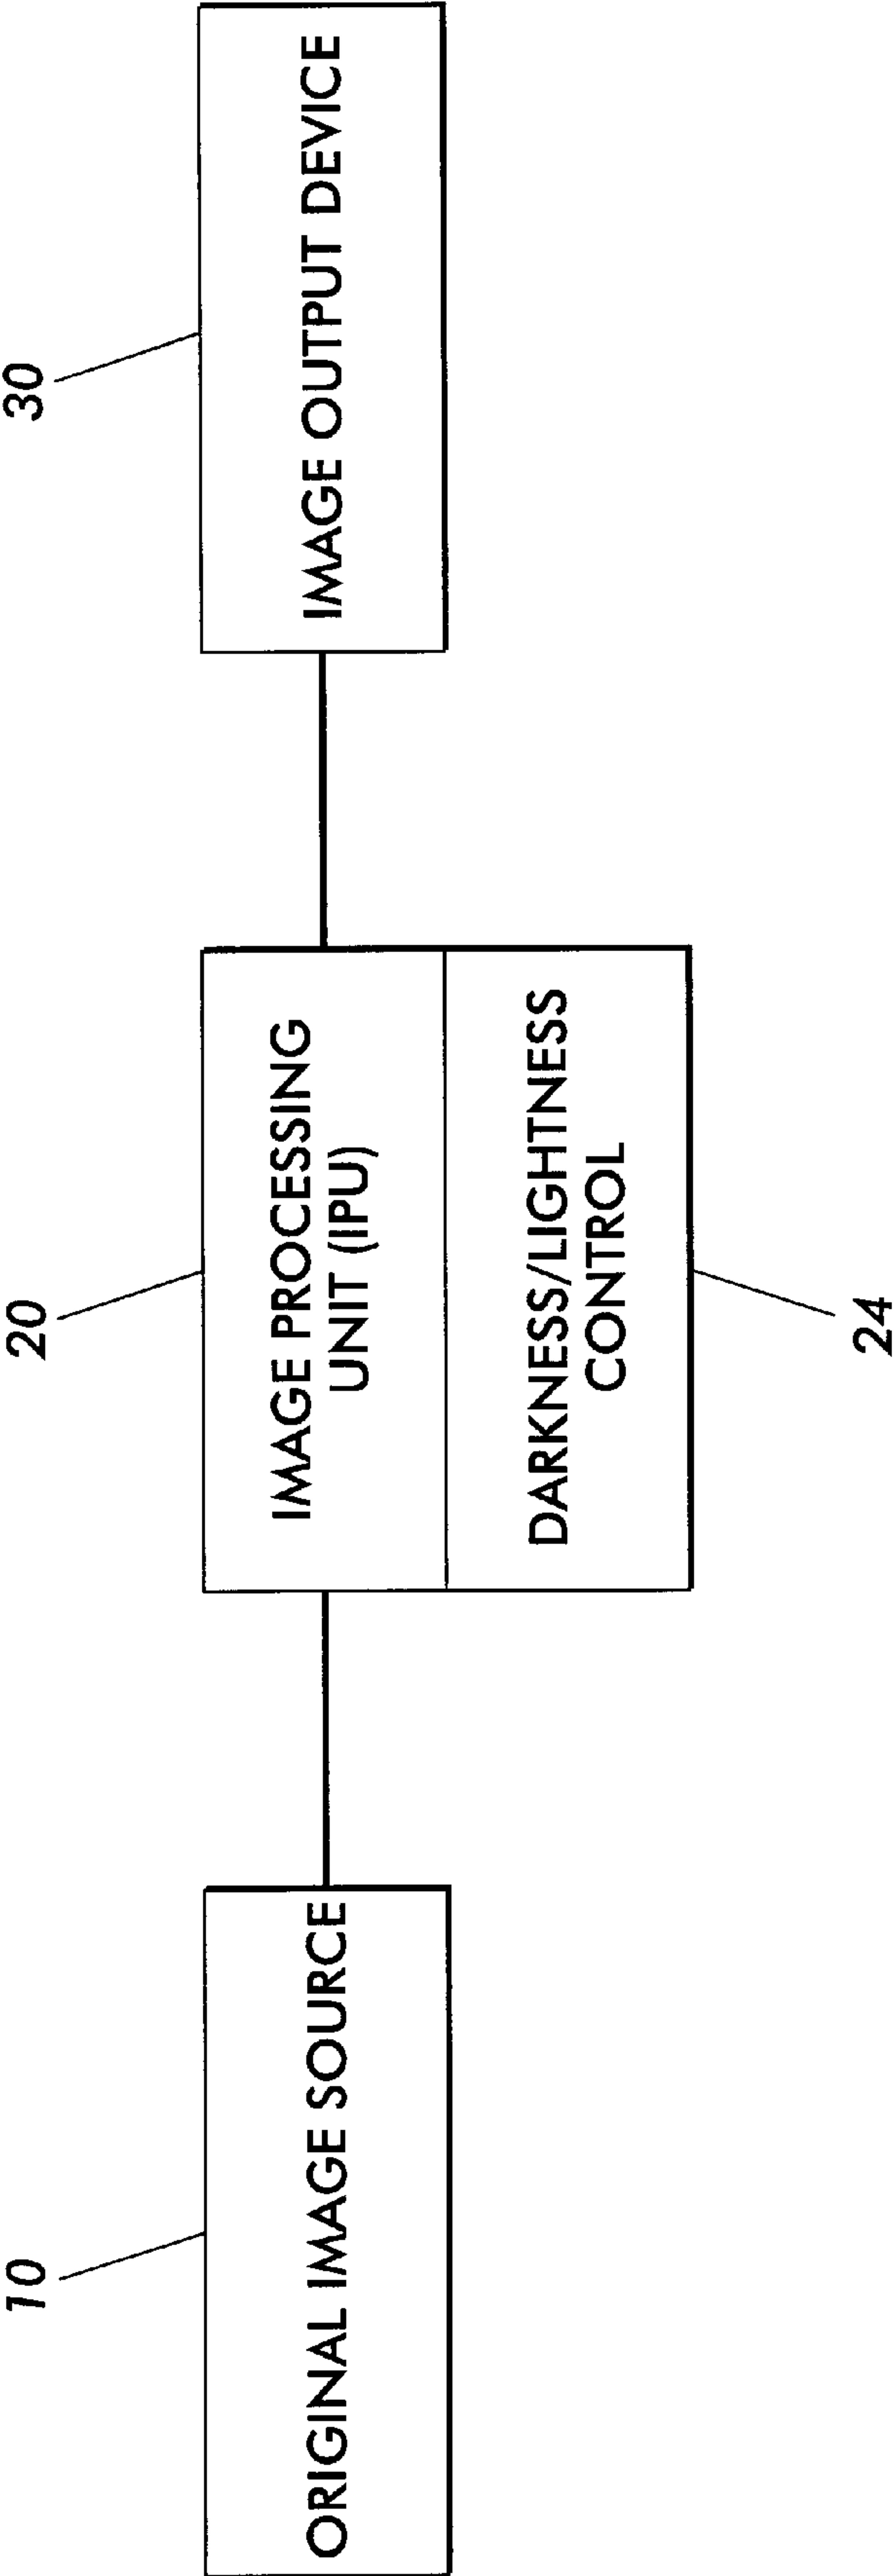 10
20
30
ORIGINAL IMAGE SOURCE
IMAGE PROCESSING
UNIT (IPU)
IMAGE OUTPUT DEVICE
DARKNESS/LIGHTNESS
CONTROL
24